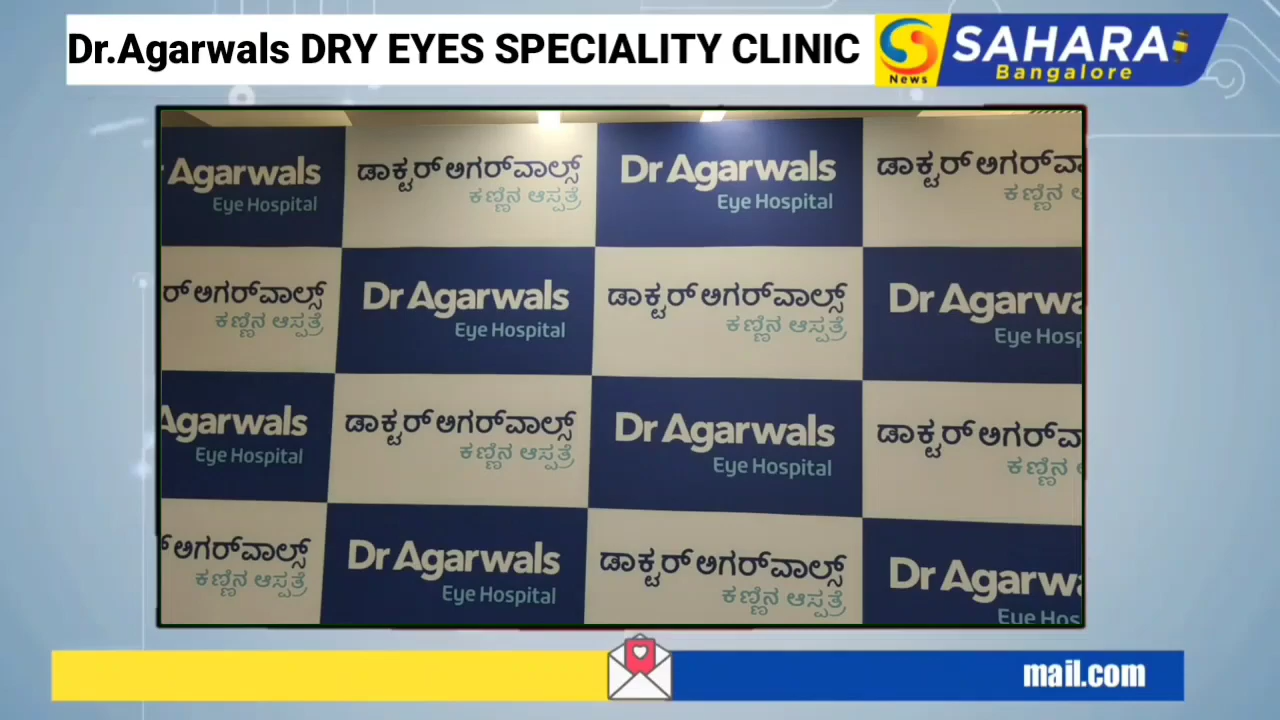 Dr.Agarwals DRY EYES SPECIALITY CLINIC
News
SAHARA
Bangalore
Agarwals
Eye Hospital
ಡಾಕ್ಟರ್ ಅಗರ್‌ವಾಲ್ಸ್
ಕಣ್ಣಿನ ಆಸ್ಪತ್ರೆ
Dr Agarwals
Eye Hospital
ಡಾಕ್ಟರ್ ಅಗರ್‌ವಾ
ಕಣ್ಣಿನ
ರ್ ಅಗರ್‌ವಾಲ್ಸ್
ಕಣ್ಣಿನ ಆಸ್ಪತ್ರೆ
Dr Agarwals
Eye Hospital
ಡಾಕ್ಟರ್ ಅಗರ್‌ವಾಲ್ಸ್
ಕಣ್ಣಿನ ಆಸ್ಪತ್ರೆ
Dr Agarwa
Eye Hosp
Agarwals
Eye Hospital
ಡಾಕ್ಟರ್ ಅಗರ್‌ವಾಲ್ಸ್
ಕಣ್ಣಿನ ಆಸ್ಪತ್ರೆ
Dr Agarwals
Eye Hospital
ಡಾಕ್ಟರ್ ಅಗರ್‌ವಾ
ಕಣ್ಣಿನ
ಅಗರ್‌ವಾಲ್ಸ್
ಕಣ್ಣಿನ ಆಸ್ಪತ್ರೆ
Dr Agarwals
Eye Hospital
ಡಾಕ್ಟರ್ ಅಗರ್‌ವಾಲ್ಸ್
ಕಣ್ಣಿನ ಆಸ್ಪತ್ರೆ
Dr Agarwa
Eye Hos
mail.com